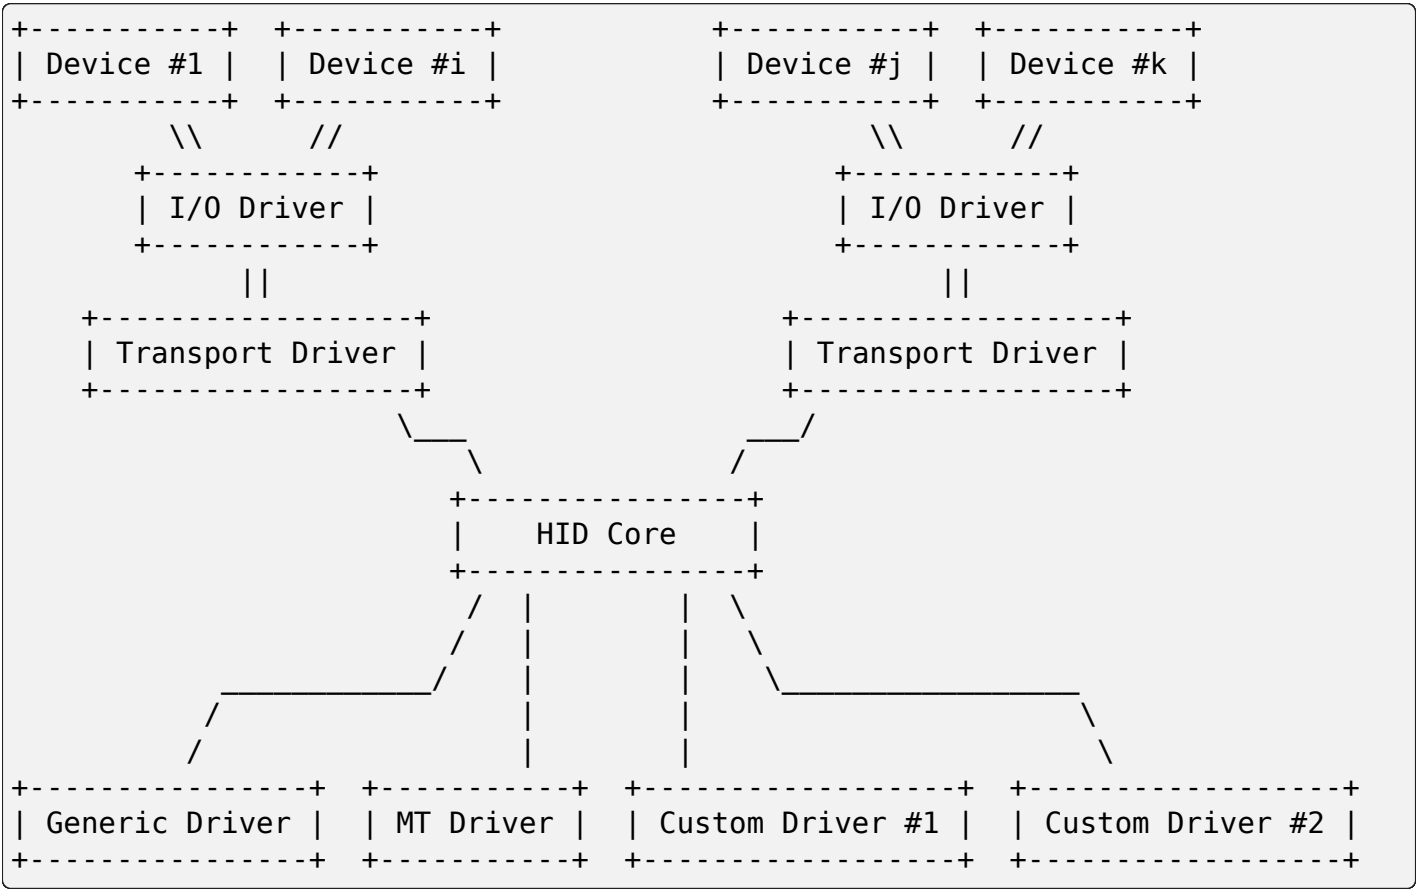 Device #1 Device #i Device #j Device #k
I/O Driver I/O Driver
Transport Driver Transport Driver
HID Core
Generic Driver MT Driver Custom Driver #1 Custom Driver #2